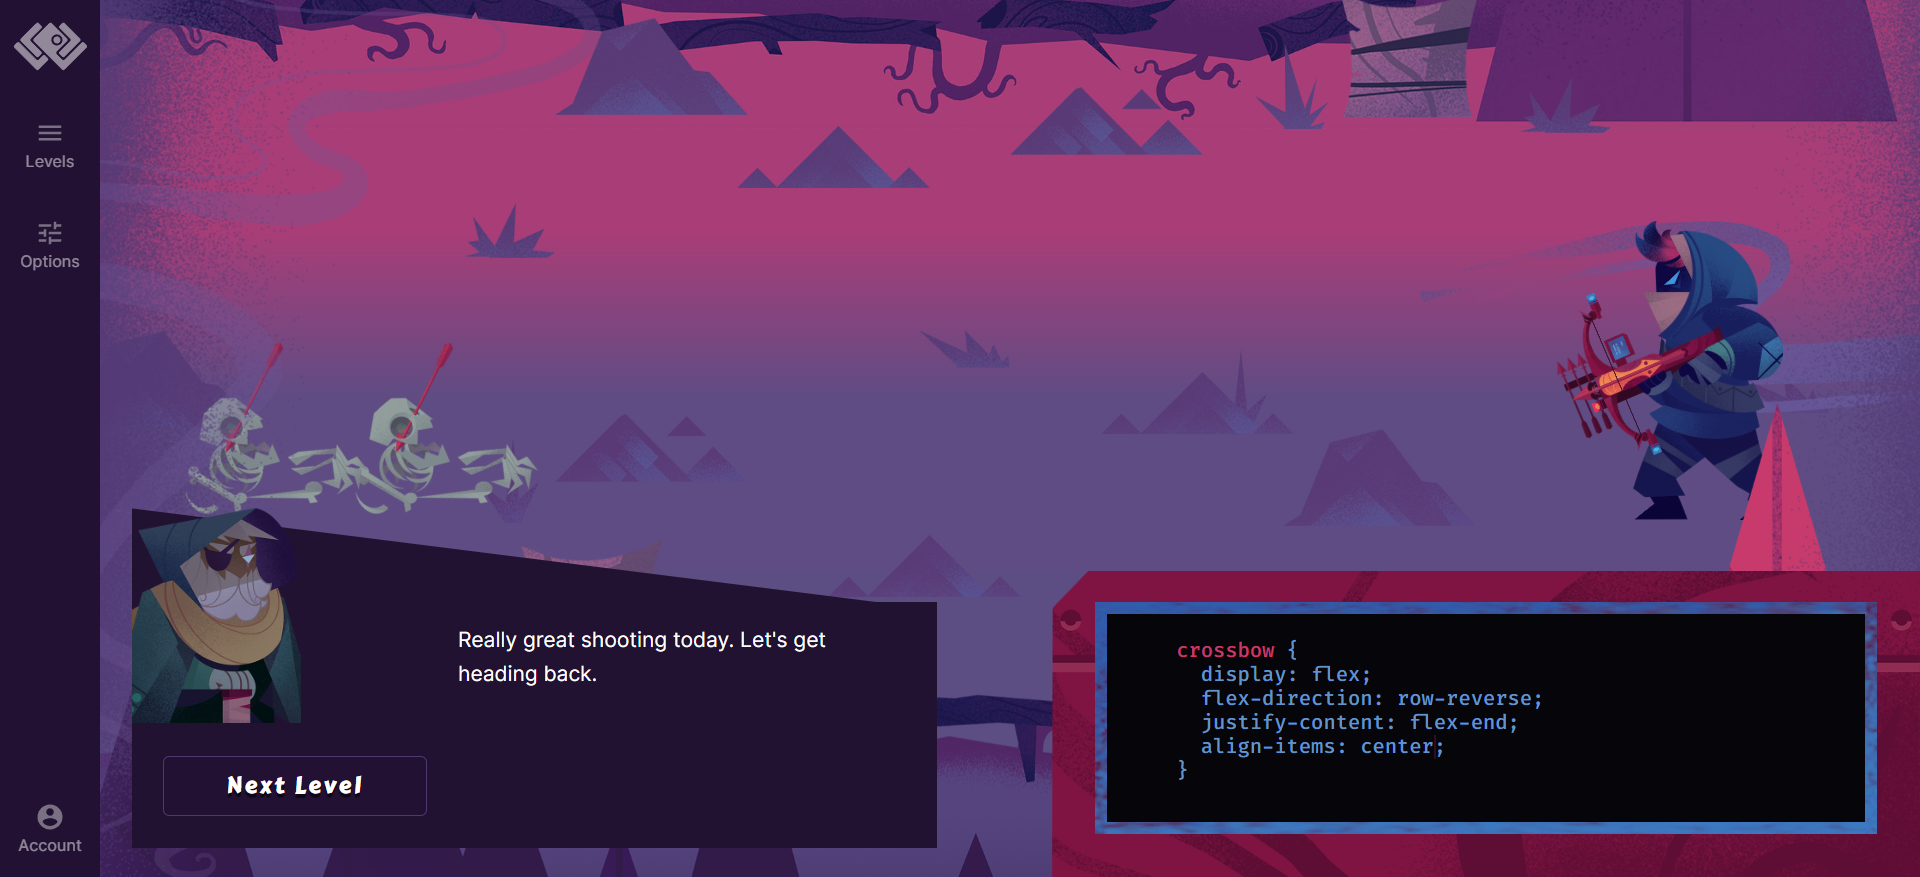 Levels
Options
Really great shooting today. Let's get
heading back.
Next Level
crossbow {
display: flex;
flex-direction: row-reverse;
justify-content: flex-end;
align-items: center;
}
Account